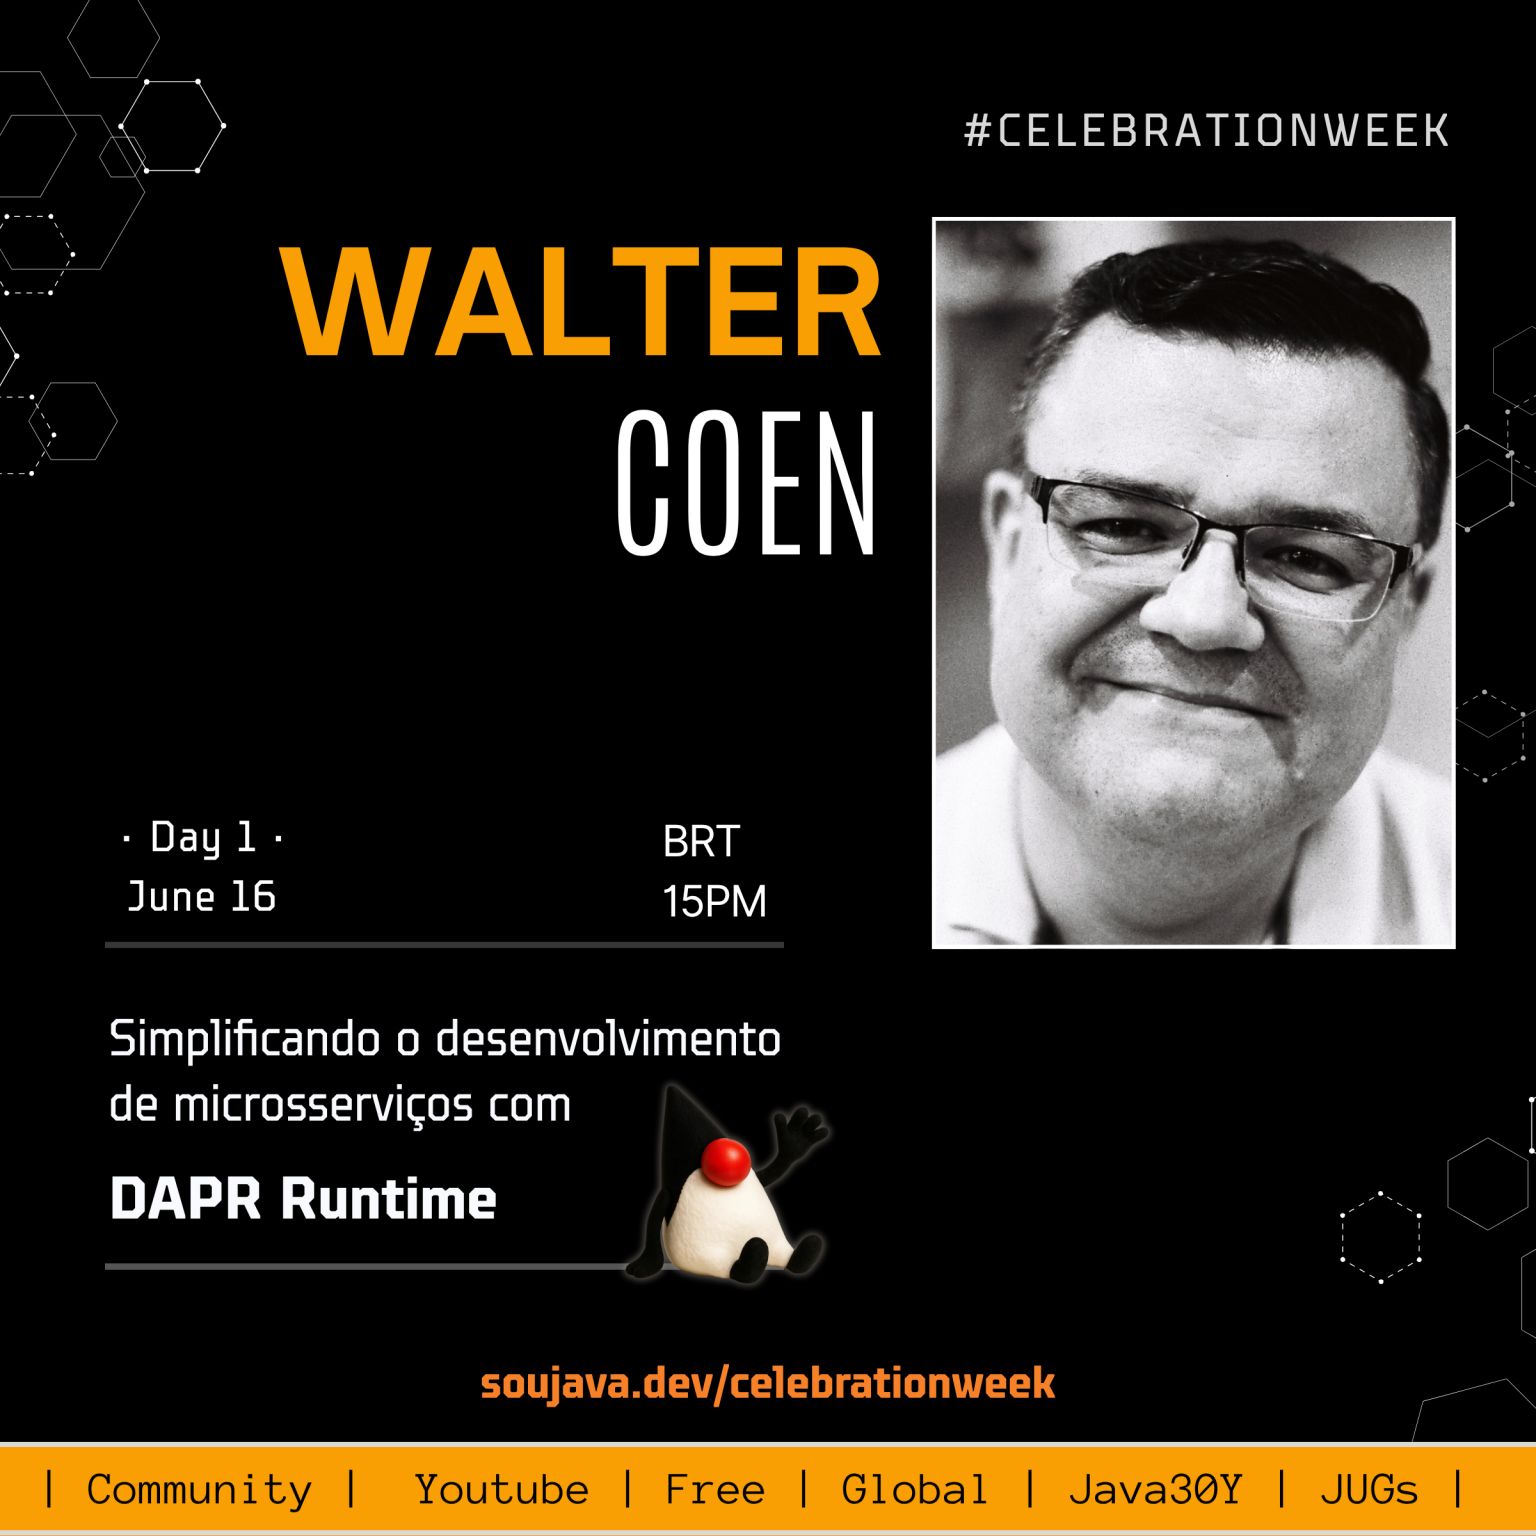 #CELEBRATIONWEEK
WALTER
COEN
· Day 1 ·
June 16
BRT
15PM
Simplificando o desenvolvimento
de microsserviços com
DAPR Runtime
soujava.dev/celebrationweek
| Community | Youtube | Free | Global | Java30Y | JUGs |